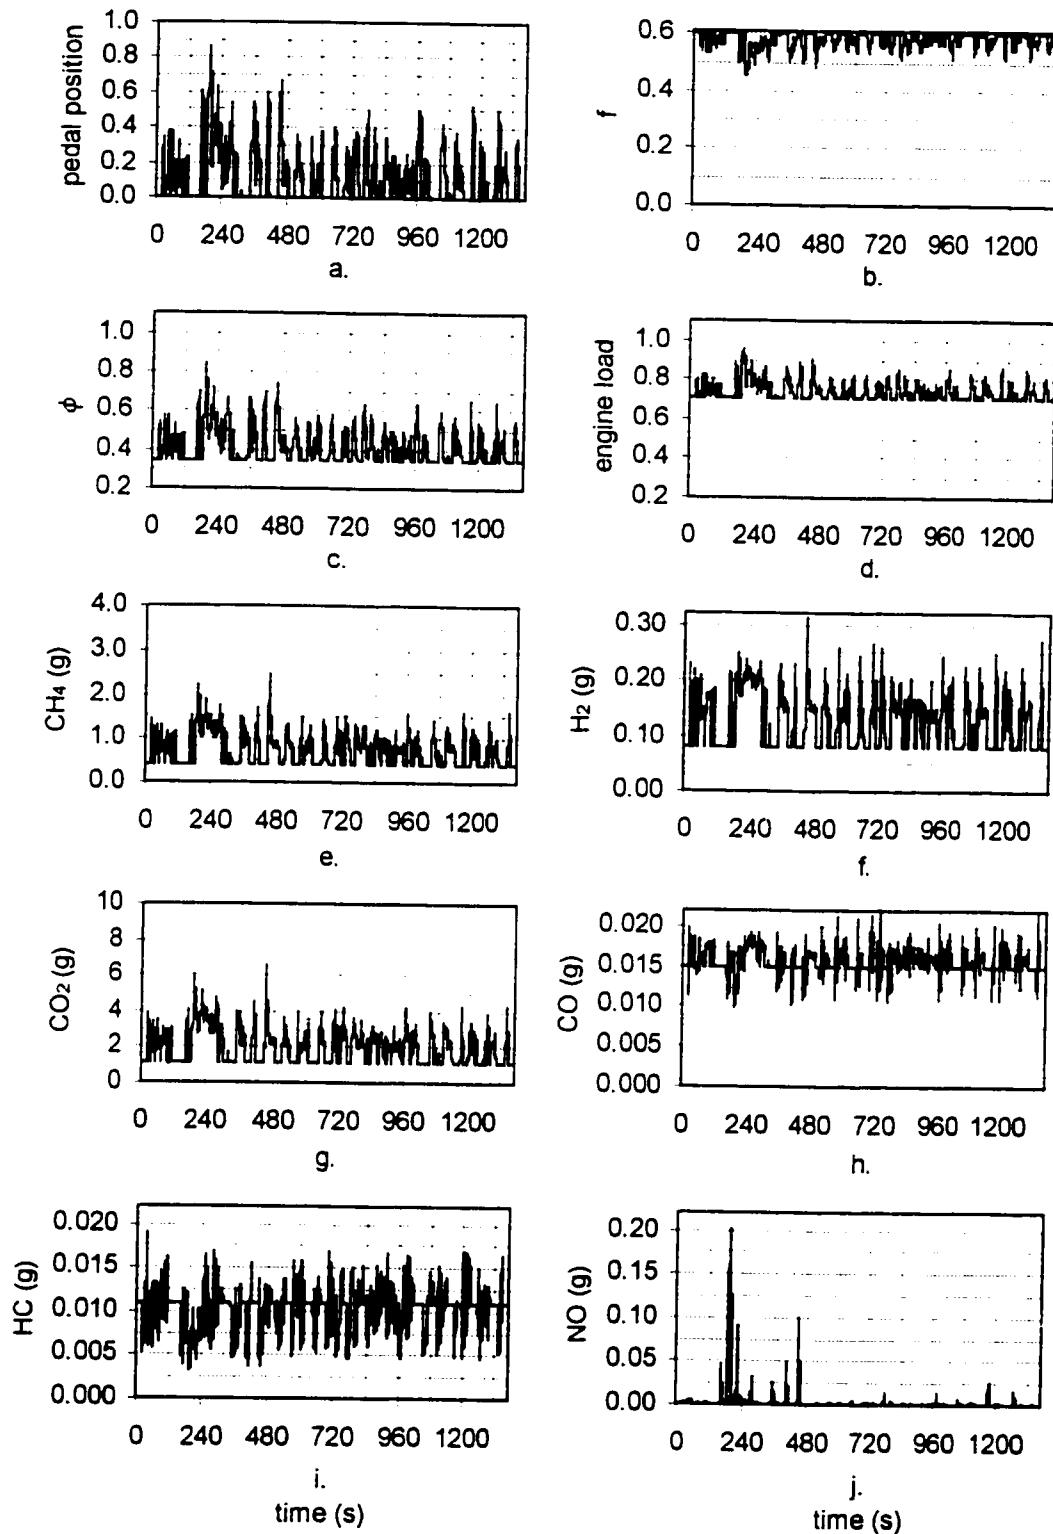 pedal position
1.0
0.8
0.6
0.4
0.2
0.0
0 240 480 720 960 1200
a.
f
0.6
0.4
0.2
0.0
0 240 480 720 960 1200
b.
ϕ
1.0
0.8
0.6
0.4
0.2
0 240 480 720 960 1200
c.
engine load
1.0
0.8
0.6
0.4
0.2
0 240 480 720 960 1200
d.
CH₄ (g)
4.0
3.0
2.0
1.0
0.0
0 240 480 720 960 1200
e.
H₂ (g)
0.30
0.20
0.10
0.00
0 240 480 720 960 1200
f.
CO₂ (g)
10
8
6
4
2
0
0 240 480 720 960 1200
g.
CO (g)
0.020
0.015
0.010
0.005
0.000
0 240 480 720 960 1200
h.
HC (g)
0.020
0.015
0.010
0.005
0.000
0 240 480 720 960 1200
i.
time (s)
NO (g)
0.20
0.15
0.10
0.05
0.00
0 240 480 720 960 1200
j.
time (s)